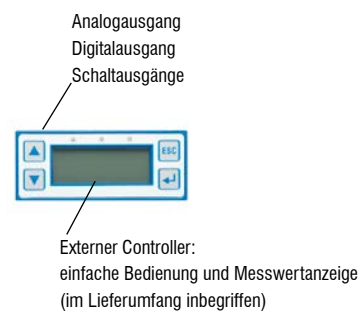 Analogausgang
Digitalausgang
Schaltausgänge
ESC
Externer Controller:
einfache Bedienung und Messwertanzeige
(im Lieferumfang inbegriffen)